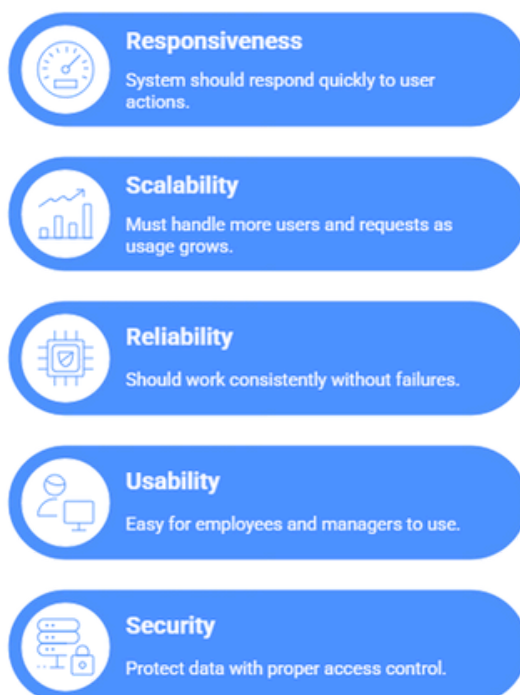 Responsiveness
System should respond quickly to user
actions.
Scalability
Must handle more users and requests as
usage grows.
Reliability
Should work consistently without failures.
Usability
Easy for employees and managers to use.
Security
Protect data with proper access control.